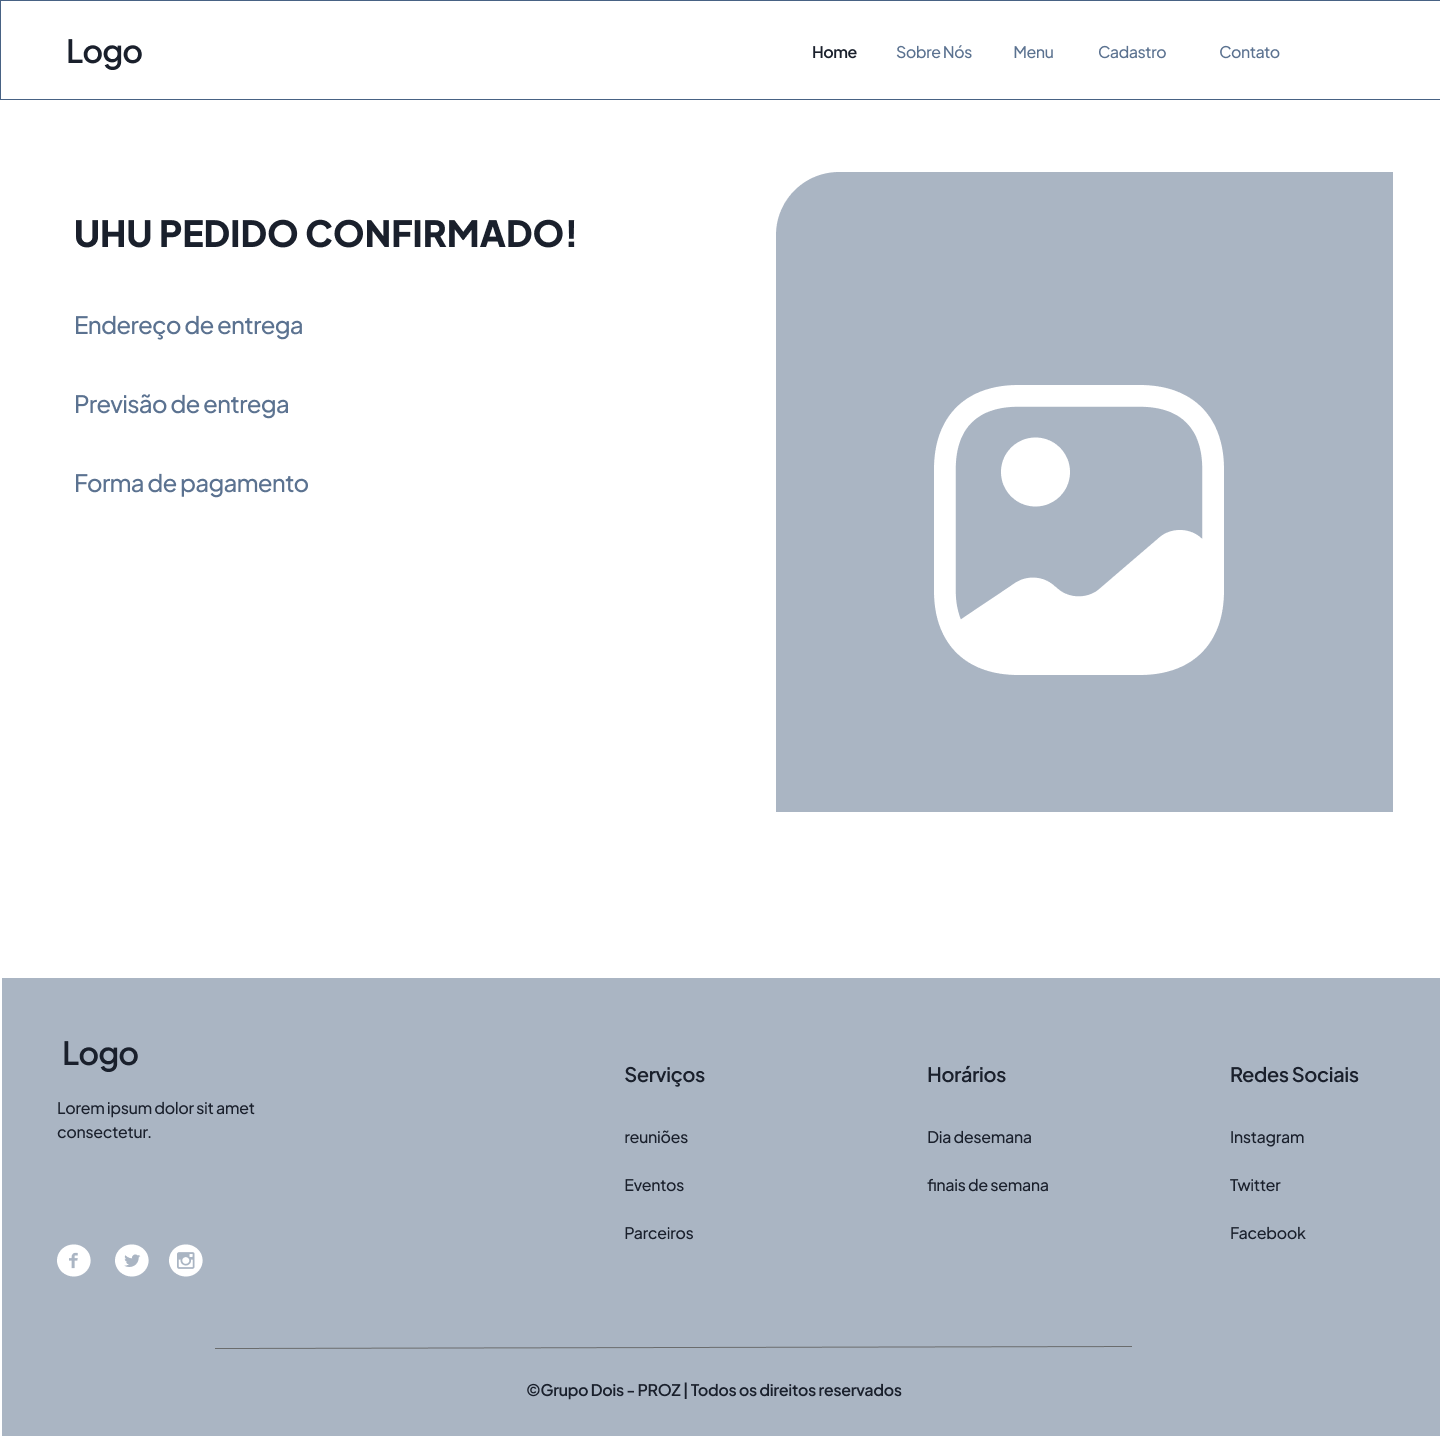 Logo
Home
Sobre Nós
Menu
Cadastro
Contato
UHU PEDIDO CONFIRMADO!
Endereço de entrega
Previsão de entrega
Forma de pagamento
Logo
Lorem ipsum dolor sit amet
consectetur.
Serviços
reuniões
Eventos
Parceiros
Horários
Dia desemana
finais de semana
Redes Sociais
Instagram
Twitter
Facebook
©Grupo Dois - PROZ | Todos os direitos reservados